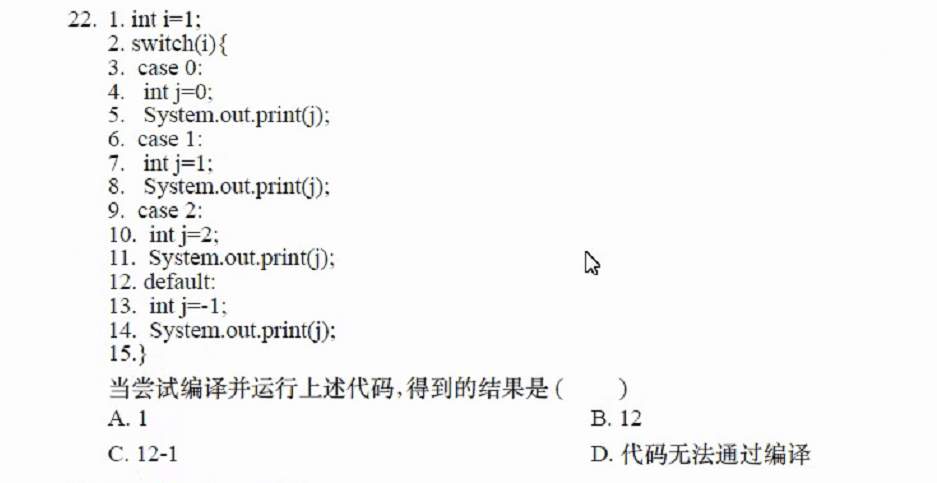 22. 1. int i=1;
2. switch(i){
3. case 0:
4. int j=0;
5. System.out.print(j);
6. case 1:
7. int j=1;
8. System.out.print(j);
9. case 2:
10. int j=2;
11. System.out.print(j);
12. default:
13. int j=-1;
14. System.out.print(j);
15.}
当尝试编译并运行上述代码,得到的结果是 ( )
A. 1 B. 12
C. 12-1 D. 代码无法通过编译